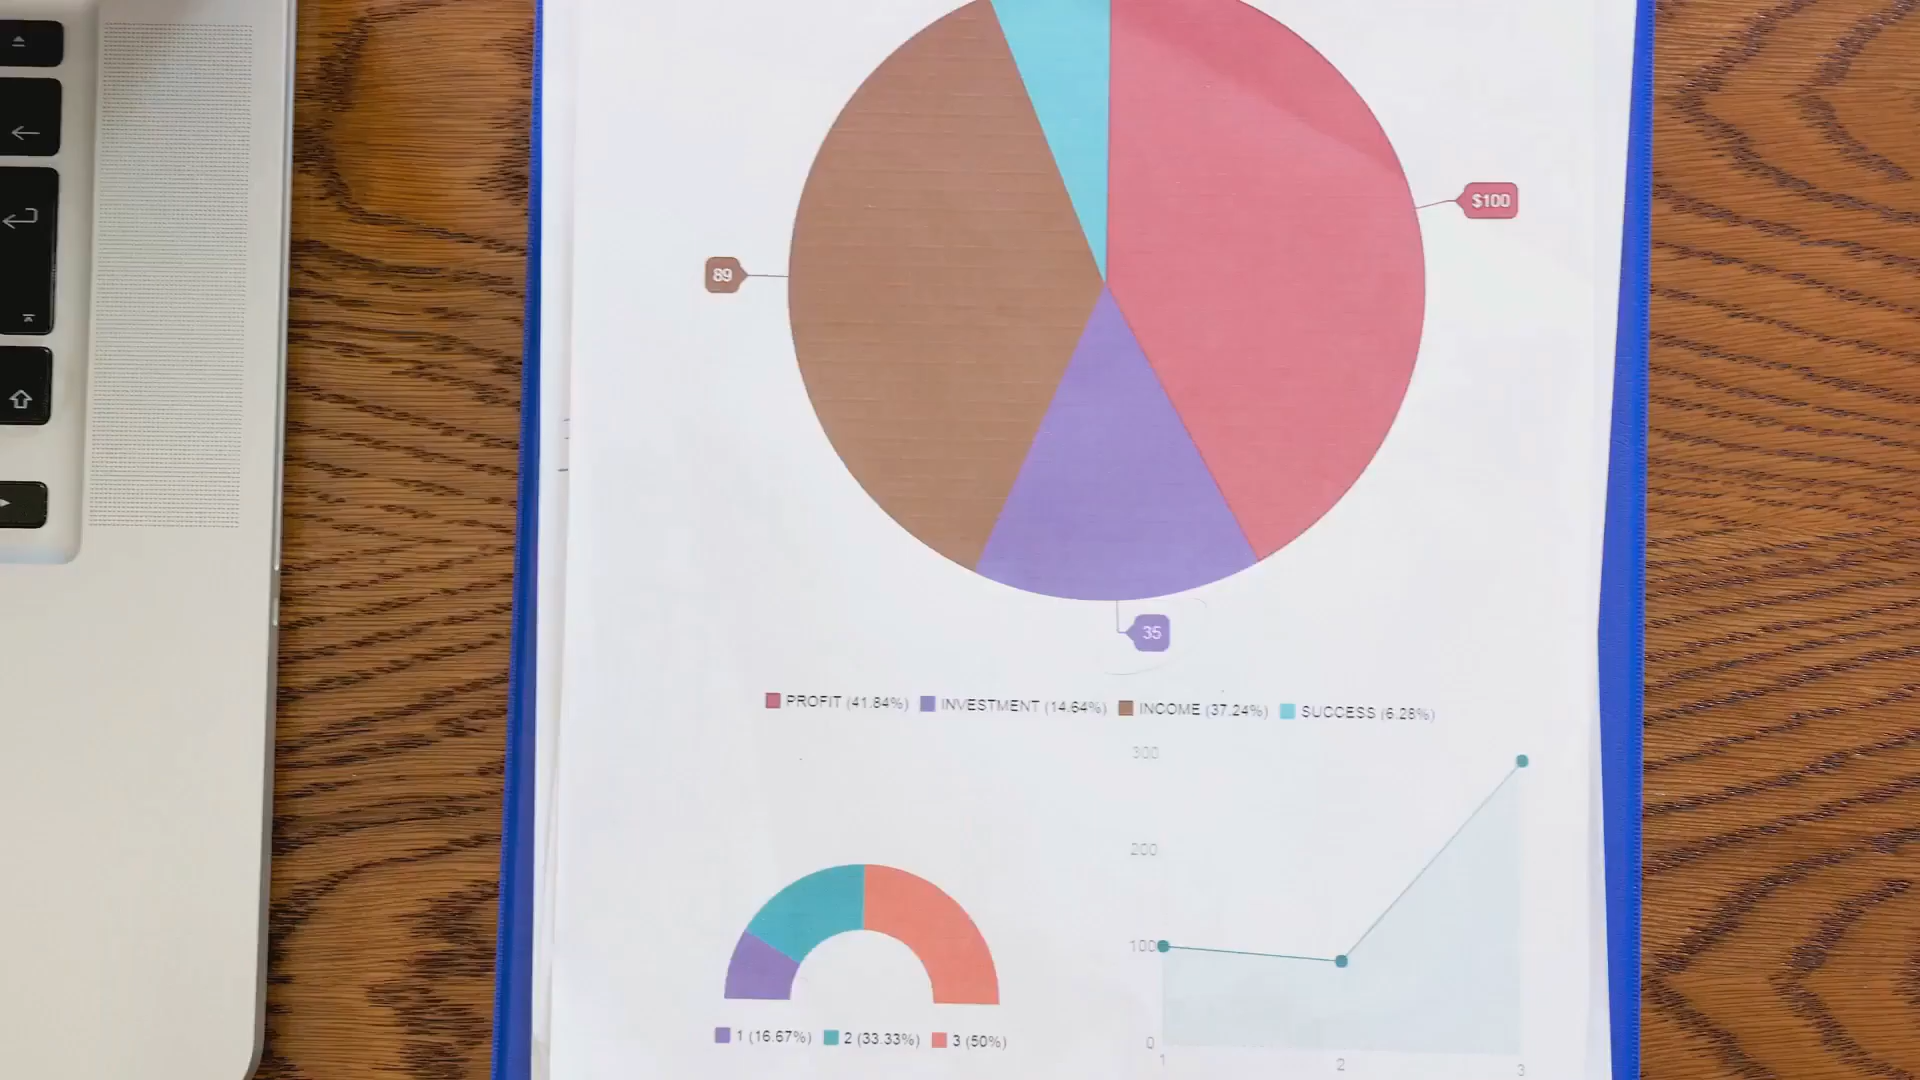 $100
89
35
PROFIT (41.84%) INVESTMENT (14.64%) INCOME (37.24%) SUCCESS (6.28%)
300
200
100
0
1 2 3
1 (16.67%) 2 (33.33%) 3 (50%)